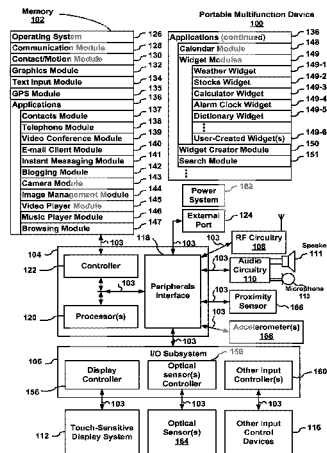 Memory
102
Operating System
126
Communication Module
128
Contact/Motion Module
130
Graphics Module
132
Text Input Module
134
GPS Module
135
Applications
136
Contacts Module
137
Telephone Module
138
Video Conference Module
139
E-mail Client Module
140
Instant Messaging Module
141
Blogging Module
142
Camera Module
143
Image Management Module
144
Video Player Module
145
Music Player Module
146
Browsing Module
147
Portable Multifunction Device
100
Applications (continued)
136
Calendar Module
148
Widget Modules
149
Weather Widget
149-1
Stocks Widget
149-2
Calculator Widget
149-3
Alarm Clock Widget
149-4
Dictionary Widget
149-5
User-Created Widget(s)
149-6
Widget Creator Module
150
Search Module
151
Power System
162
External Port
124
103
118
103
103
RF Circuitry
108
Speaker
111
104
Controller
122
103
Peripherals Interface
103
Audio Circuitry
110
Microphone
113
103
Proximity Sensor
166
Processor(s)
120
103
Accelerometer(s)
168
103
106
I/O Subsystem
Display Controller
156
Optical sensor(s) Controller
158
Other Input Controller(s)
160
103
103
103
Touch-Sensitive Display System
112
Optical Sensor(s)
164
Other Input Control Devices
116